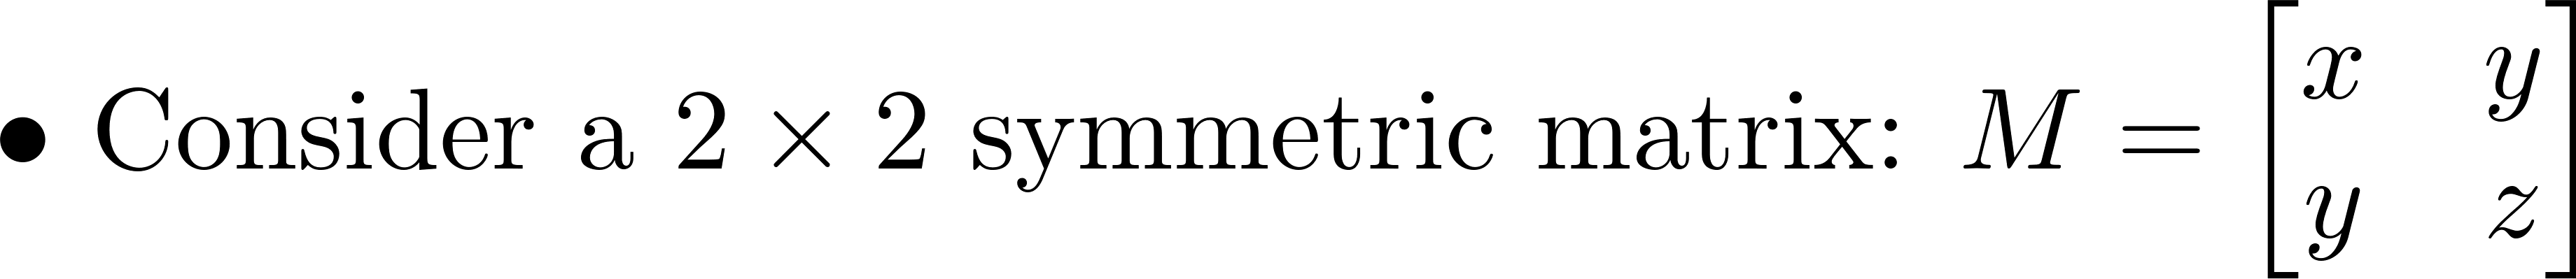 • Consider a 2 × 2 symmetric matrix: M = [x y
y z]